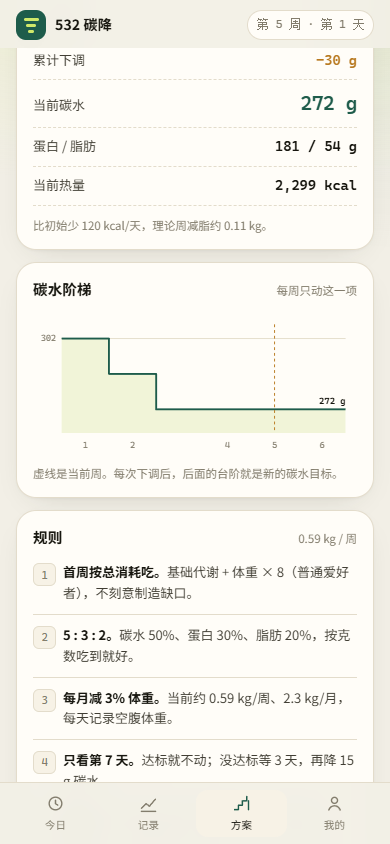 532 碳降
第 5 周 · 第 1 天
累计下调
−30 g
当前碳水
272 g
蛋白 / 脂肪
181 / 54 g
当前热量
2,299 kcal
比初始少 120 kcal/天，理论周减脂约 0.11 kg。
碳水阶梯
每周只动这一项
302
272 g
1 2 4 5 6
虚线是当前周。每次下调后，后面的台阶就是新的碳水目标。
规则
0.59 kg / 周
1
首周按总消耗吃。基础代谢 + 体重 × 8（普通爱好
者），不刻意制造缺口。
2
5 : 3 : 2。碳水 50%、蛋白 30%、脂肪 20%，按克
数吃到就好。
3
每月减 3% 体重。当前约 0.59 kg/周、2.3 kg/月，
每天记录空腹体重。
4
只看第 7 天。达标就不动；没达标等 3 天，再降 15
g 碳水
今日
记录
方案
我的